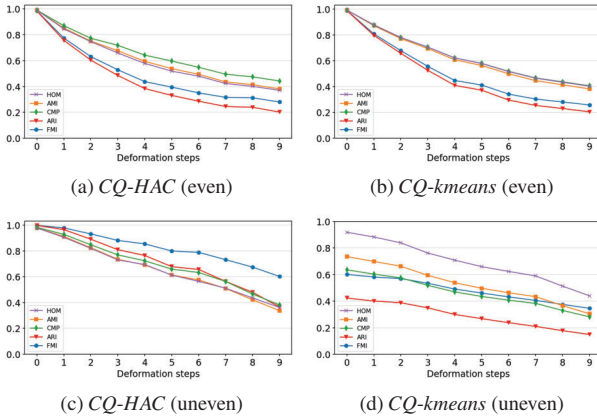 1.0
0.8
0.6
0.4
0.2
0.0
HOM
AMI
CMP
ARI
FMI
0 1 2 3 4 5 6 7 8 9
Deformation steps
(a) CQ-HAC (even)
1.0
0.8
0.6
0.4
0.2
0.0
HOM
AMI
CMP
ARI
FMI
0 1 2 3 4 5 6 7 8 9
Deformation steps
(b) CQ-kmeans (even)
1.0
0.8
0.6
0.4
0.2
0.0
HOM
AMI
CMP
ARI
FMI
0 1 2 3 4 5 6 7 8 9
Deformation steps
(c) CQ-HAC (uneven)
1.0
0.8
0.6
0.4
0.2
0.0
HOM
AMI
CMP
ARI
FMI
0 1 2 3 4 5 6 7 8 9
Deformation steps
(d) CQ-kmeans (uneven)